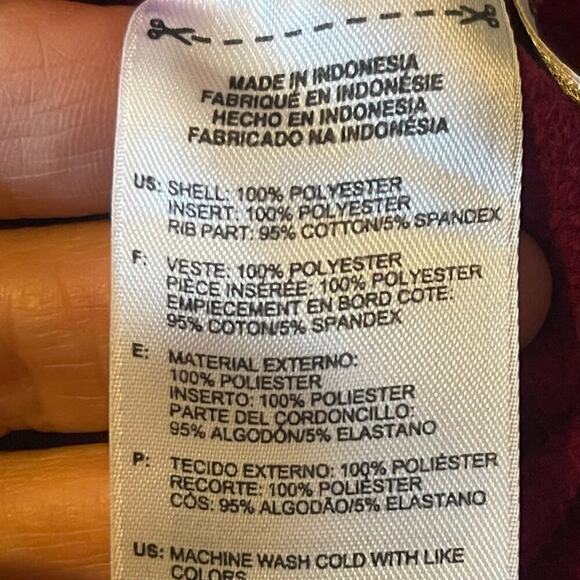 MADE IN INDONESIA
FABRIQUÉ EN INDONÉSIE
HECHO EN INDONESIA
FABRICADO NA INDONÉSIA
US: SHELL: 100% POLYESTER
INSERT: 100% POLYESTER
RIB PART: 95% COTTON/5% SPANDEX
F: VESTE: 100% POLYESTER
PIÈCE INSÉRÉE: 100% POLYESTER
EMPIECEMENT EN BORD COTE:
95% COTON/5% SPANDEX
E: MATERIAL EXTERNO:
100% POLIESTER
INSERTO: 100% POLIESTER
PARTE DEL CORDONCILLO:
95% ALGODÓN/5% ELASTANO
P: TECIDO EXTERNO: 100% POLIÉSTER
RECORTE: 100% POLIÉSTER
CÓS: 95% ALGODÃO/5% ELASTANO
US: MACHINE WASH COLD WITH LIKE
COLORS